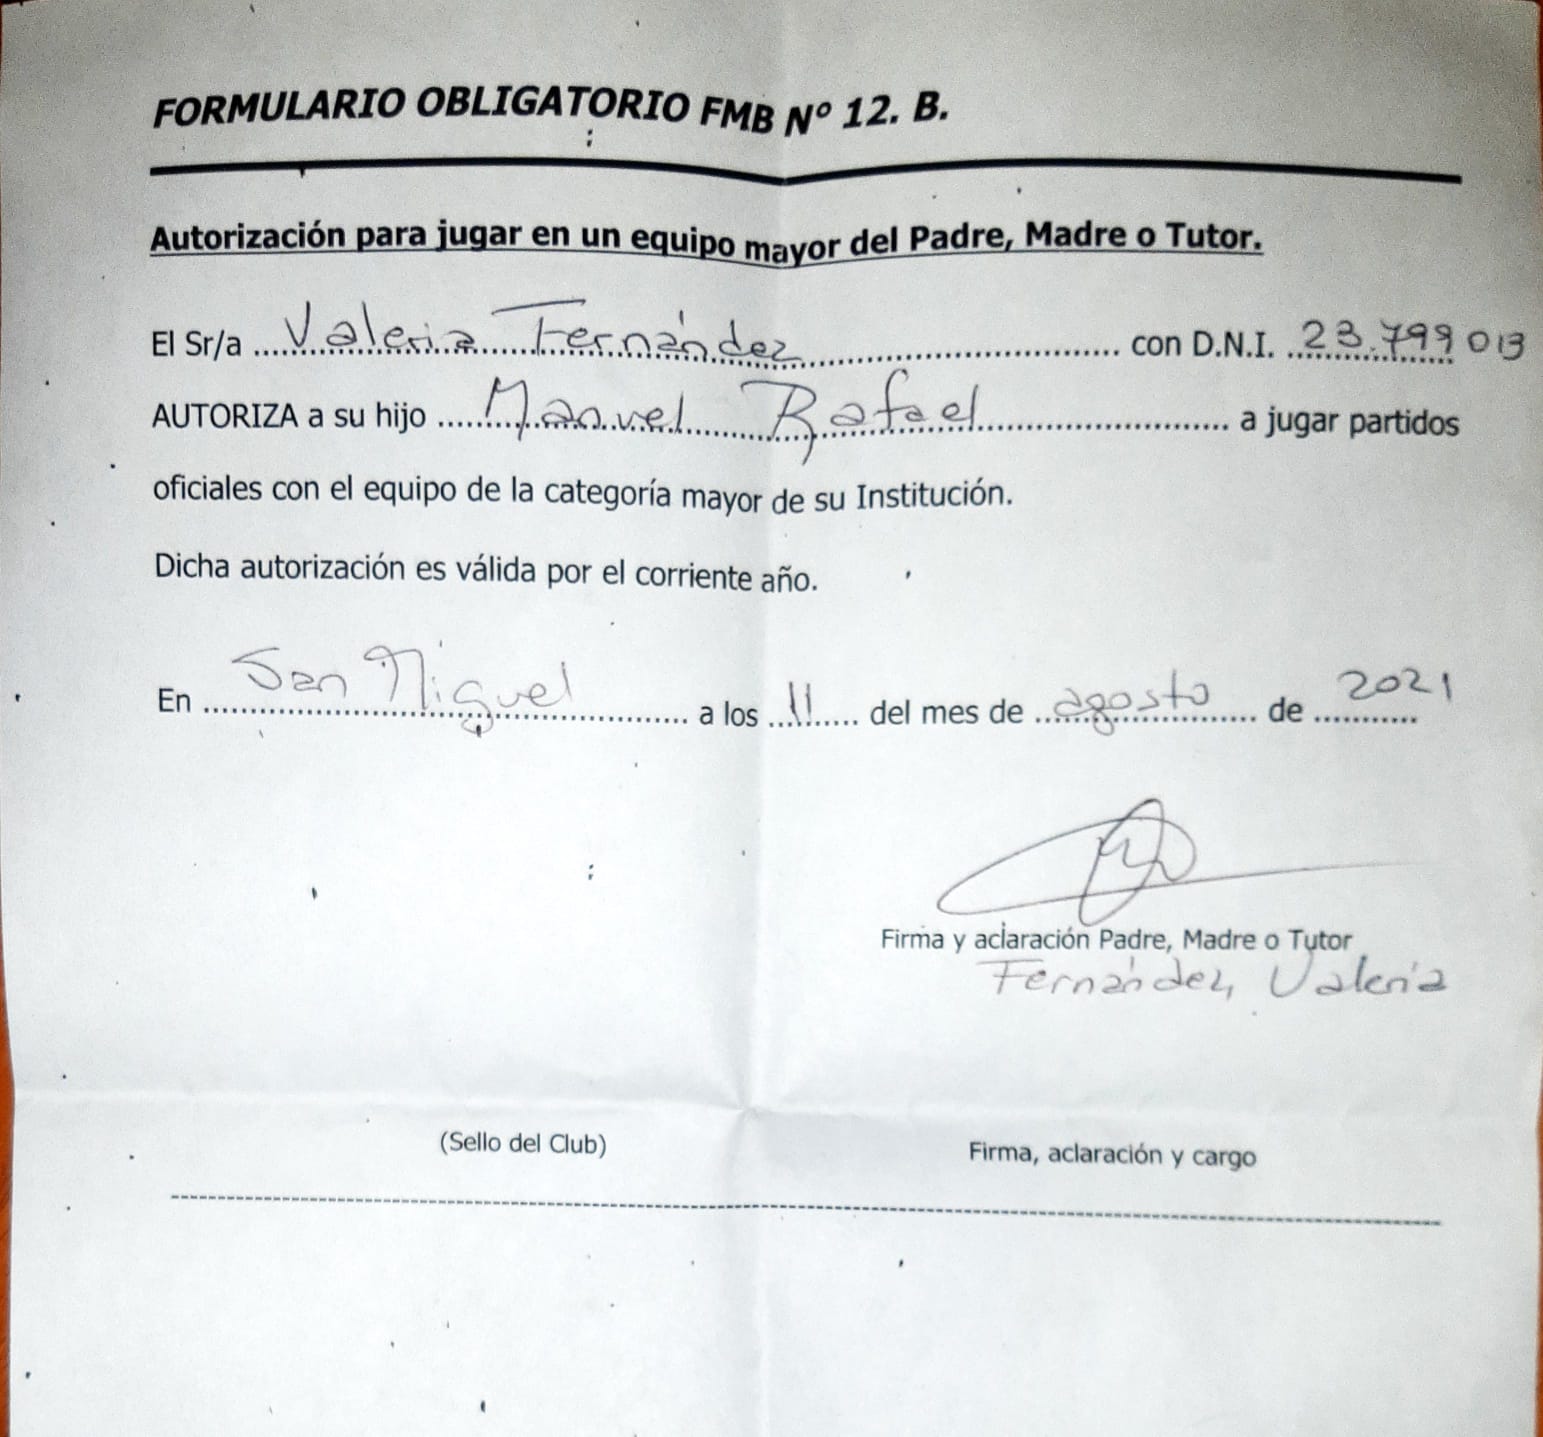 FORMULARIO OBLIGATORIO FMB Nº 12. B.
Autorización para jugar en un equipo mayor del Padre, Madre o Tutor.
El Sr/a ....Valeria Fernández.... con D.N.I. 23.799 013
AUTORIZA a su hijo ....Manuel Rafael.... a jugar partidos
oficiales con el equipo de la categoría mayor de su Institución.
Dicha autorización es válida por el corriente año.
En ....San Miguel.... a los ..11.. del mes de ..agosto.. de ..2021..
Firma y aclaración Padre, Madre o Tutor
Fernández, Valeria
(Sello del Club) Firma, aclaración y cargo